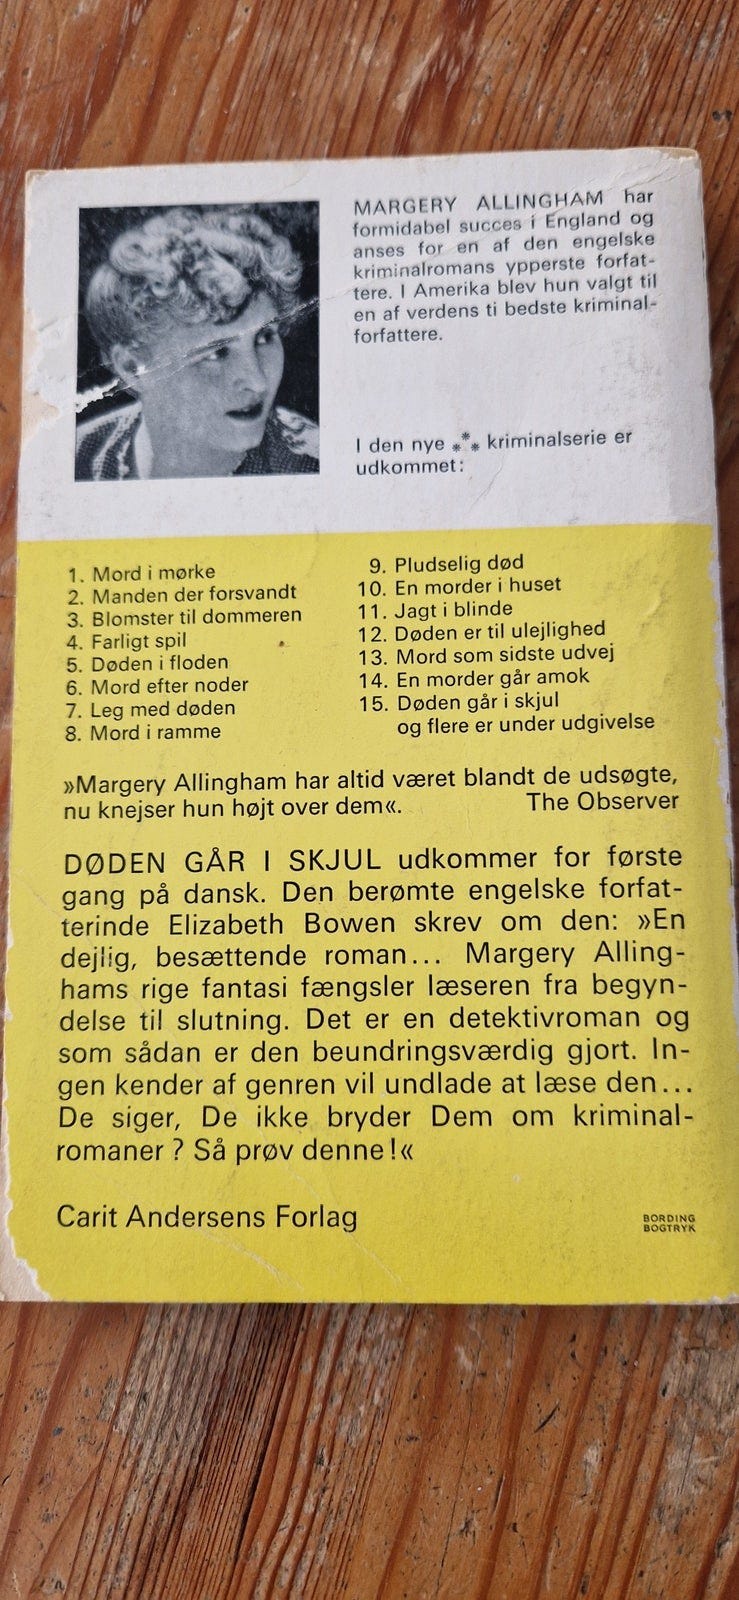 MARGERY ALLINGHAM har
formidabel succes i England og
anses for en af den engelske
kriminalromans ypperste forfat-
tere. I Amerika blev hun valgt til
en af verdens ti bedste kriminal-
forfattere.
I den nye *** kriminalserie er
udkommet:
1. Mord i mørke
2. Manden der forsvandt
3. Blomster til dommeren
4. Farligt spil
5. Døden i floden
6. Mord efter noder
7. Leg med døden
8. Mord i ramme
9. Pludselig død
10. En morder i huset
11. Jagt i blinde
12. Døden er til ulejlighed
13. Mord som sidste udvej
14. En morder går amok
15. Døden går i skjul
og flere er under udgivelse
»Margery Allingham har altid været blandt de udsøgte,
nu knejser hun højt over dem«. The Observer
DØDEN GÅR I SKJUL udkommer for første
gang på dansk. Den berømte engelske forfat-
terinde Elizabeth Bowen skrev om den: »En
dejlig, besættende roman... Margery Alling-
hams rige fantasi fængsler læseren fra begyn-
delse til slutning. Det er en detektivroman og
som sådan er den beundringsværdig gjort. In-
gen kender af genren vil undlade at læse den...
De siger, De ikke bryder Dem om kriminal-
romaner? Så prøv denne!«
Carit Andersens Forlag
BORDING
BOGTRYK